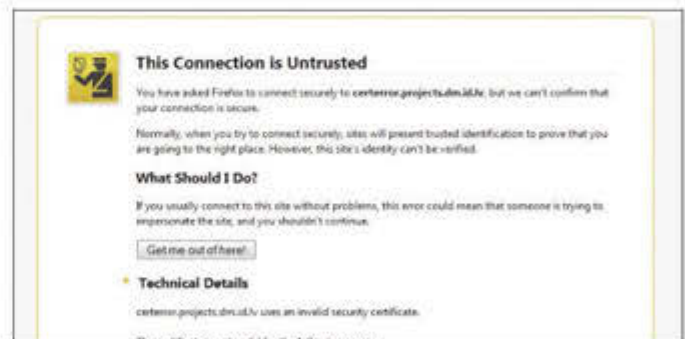 This Connection is Untrusted
You have asked Firefox to connect securely to certerror.projects.dm.id.lv, but we can't confirm that
your connection is secure.
Normally, when you try to connect securely, sites will present trusted identification to prove that you
are going to the right place. However, this site's identity can't be verified.
What Should I Do?
If you usually connect to this site without problems, this error could mean that someone is trying to
impersonate the site, and you shouldn't continue.
Get me out of here!
Technical Details
certerror.projects.dm.id.lv uses an invalid security certificate.